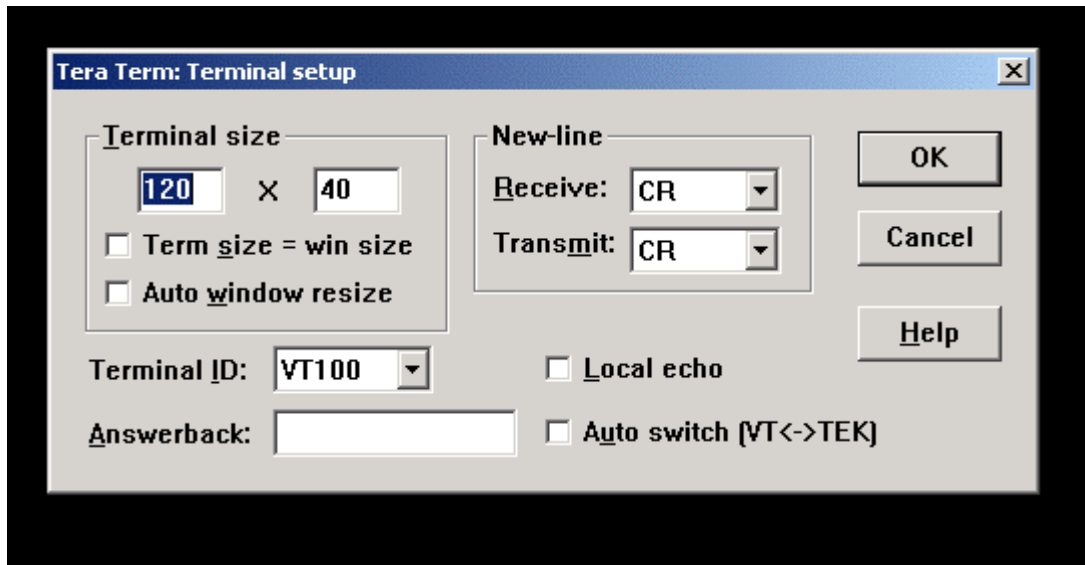 Tera Term: Terminal setup
Terminal size
120 X 40
Term size = win size
Auto window resize
New-line
Receive: CR
Transmit: CR
OK
Cancel
Help
Terminal ID: VT100
Local echo
Answerback:
Auto switch (VT<->TEK)